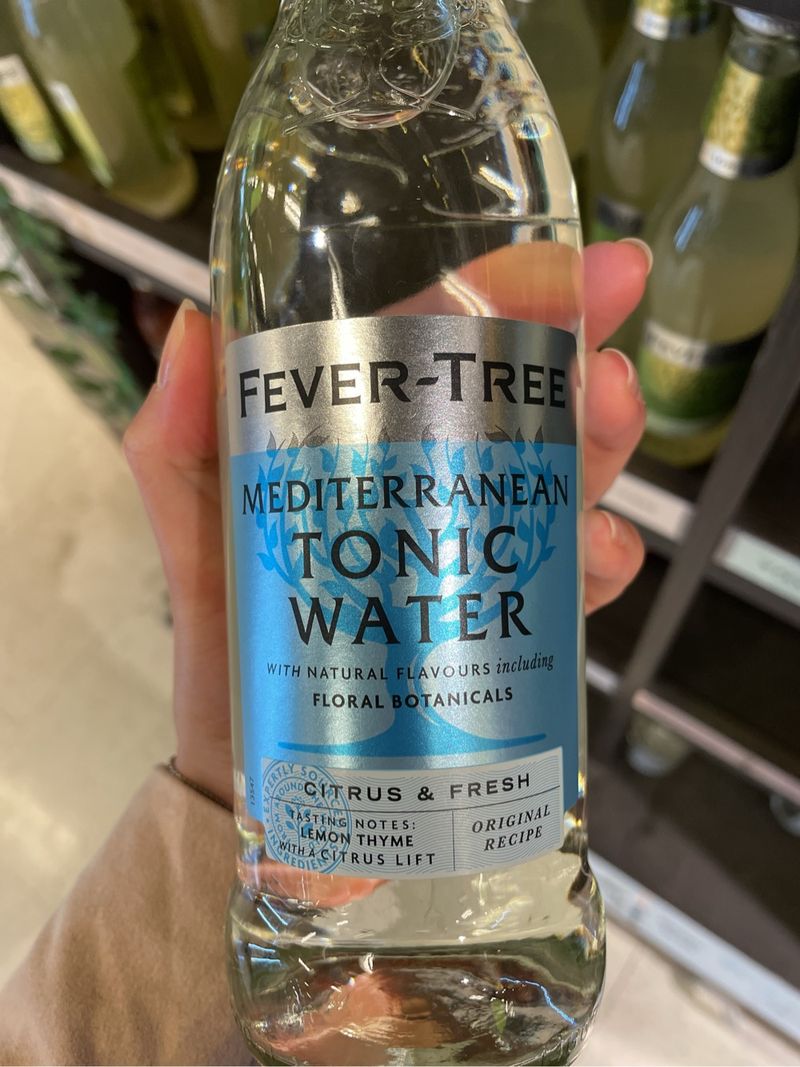 FEVER-TREE
MEDITERRANEAN
TONIC
WATER
WITH NATURAL FLAVOURS including
FLORAL BOTANICALS
CITRUS & FRESH
TASTING NOTES:
LEMON THYME
WITH A CITRUS LIFT
ORIGINAL
RECIPE